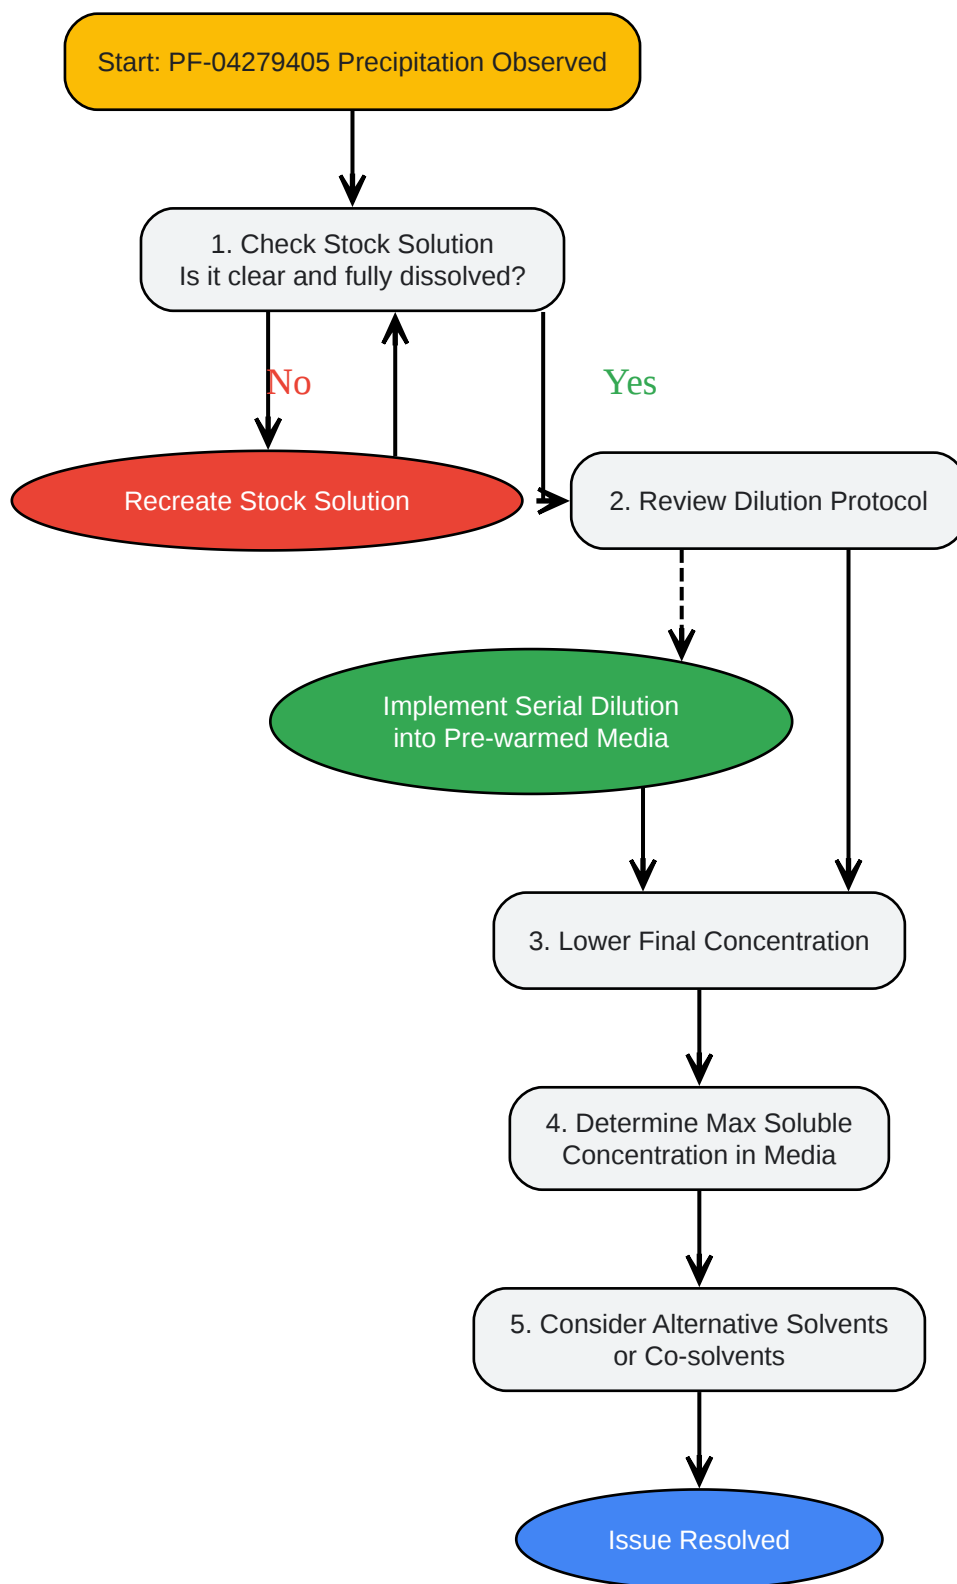 Start: PF-04279405 Precipitation Observed
1. Check Stock Solution
Is it clear and fully dissolved?
No
Yes
Recreate Stock Solution
2. Review Dilution Protocol
Implement Serial Dilution
into Pre-warmed Media
3. Lower Final Concentration
4. Determine Max Soluble
Concentration in Media
5. Consider Alternative Solvents
or Co-solvents
Issue Resolved